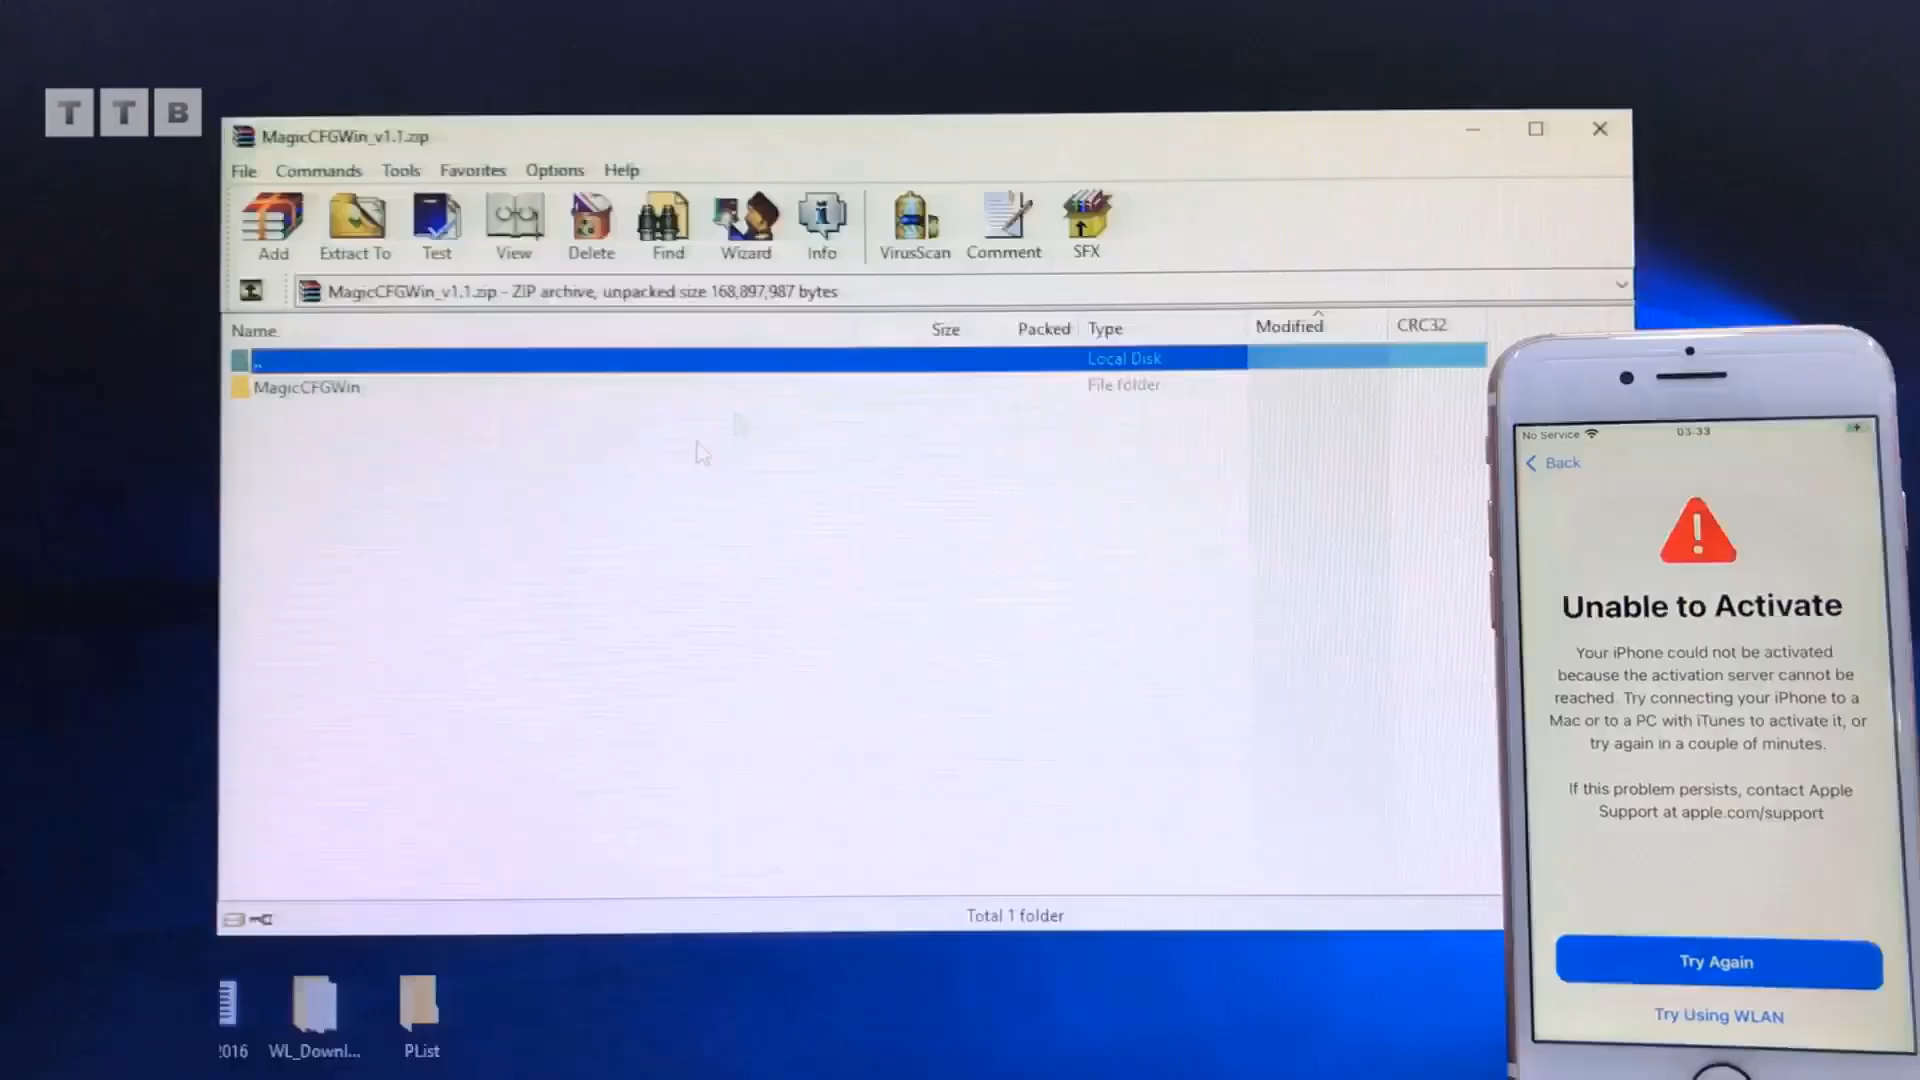 T T B
MagicCFGWin_v1.1.zip
File Commands Tools Favorites Options Help
Add Extract To Test View Delete Find Wizard Info VirusScan Comment SFX
MagicCFGWin_v1.1.zip - ZIP archive, unpacked size 168,897,987 bytes
Name Size Packed Type Modified CRC32
.. Local Disk
MagicCFGWin File folder
Total 1 folder
2016 WL_Downl... PList
No Service 03:33
Back
Unable to Activate
Your iPhone could not be activated
because the activation server cannot be
reached. Try connecting your iPhone to a
Mac or to a PC with iTunes to activate it, or
try again in a couple of minutes.
If this problem persists, contact Apple
Support at apple.com/support
Try Again
Try Using WLAN